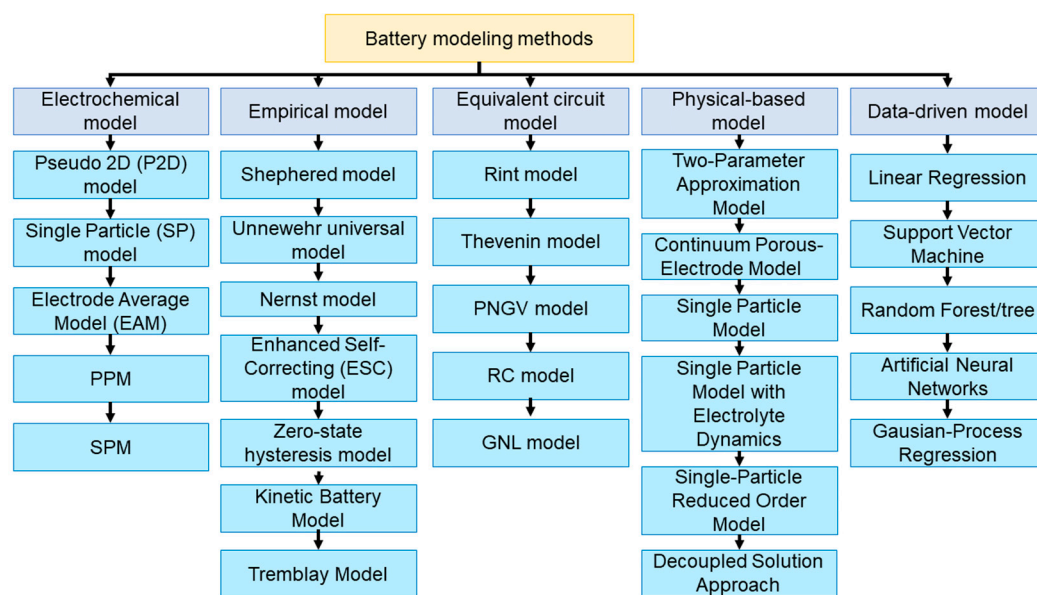 Battery modeling methods
Electrochemical
model
Pseudo 2D (P2D)
model
Single Particle (SP)
model
Electrode Average
Model (EAM)
PPM
SPM
Empirical model
Shephered model
Unnewehr universal
model
Nernst model
Enhanced Self-
Correcting (ESC)
model
Zero-state
hysteresis model
Kinetic Battery
Model
Tremblay Model
Equivalent circuit
model
Rint model
Thevenin model
PNGV model
RC model
GNL model
Physical-based
model
Two-Parameter
Approximation
Model
Continuum Porous-
Electrode Model
Single Particle
Model
Single Particle
Model with
Electrolyte
Dynamics
Single-Particle
Reduced Order
Model
Decoupled Solution
Approach
Data-driven model
Linear Regression
Support Vector
Machine
Random Forest/tree
Artificial Neural
Networks
Gausian-Process
Regression